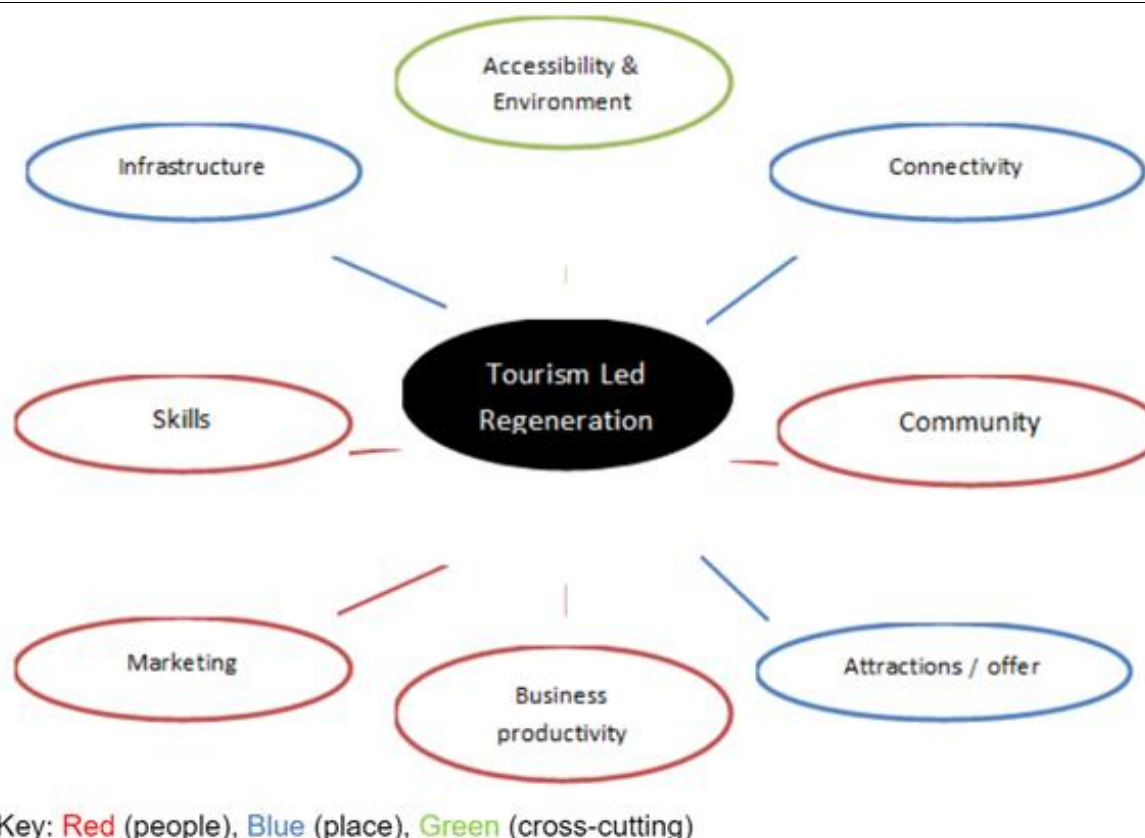 Accessibility &
Environment
Infrastructure
Connectivity
Tourism Led
Regeneration
Skills
Community
Marketing
Attractions / offer
Business
productivity
Key: Red (people), Blue (place), Green (cross-cutting)